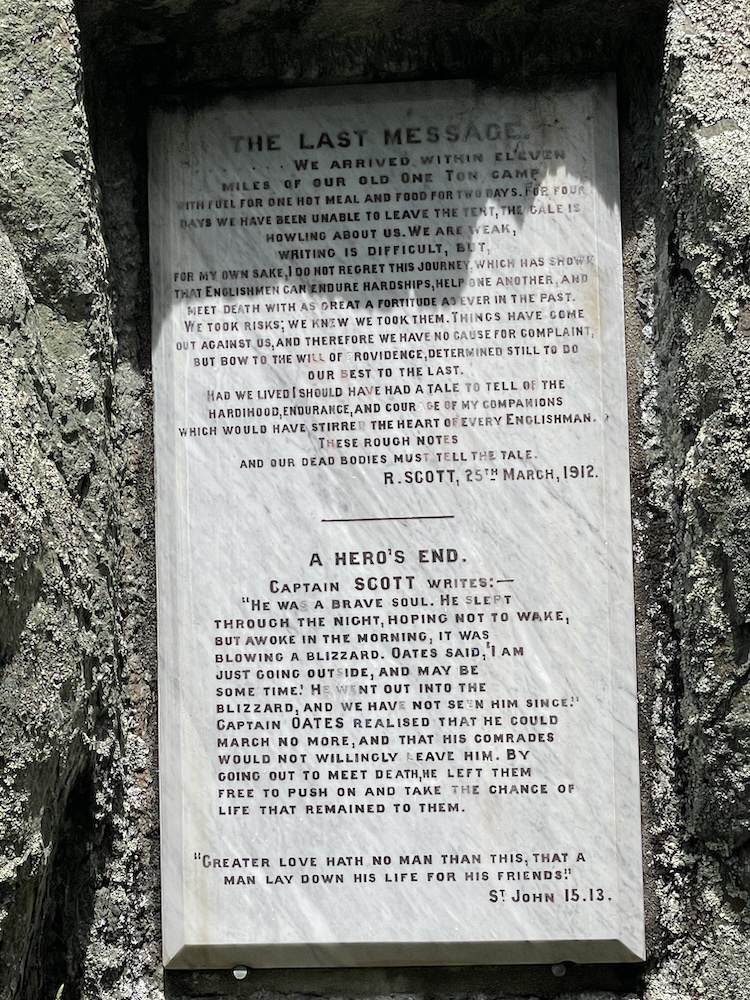 THE LAST MESSAGE.
... WE ARRIVED WITHIN ELEVEN
MILES OF OUR OLD ONE TON CAMP
WITH FUEL FOR ONE HOT MEAL AND FOOD FOR TWO DAYS. FOR FOUR
DAYS WE HAVE BEEN UNABLE TO LEAVE THE TENT, THE GALE IS
HOWLING ABOUT US. WE ARE WEAK,
WRITING IS DIFFICULT, BUT,
FOR MY OWN SAKE, I DO NOT REGRET THIS JOURNEY, WHICH HAS SHOWN
THAT ENGLISHMEN CAN ENDURE HARDSHIPS, HELP ONE ANOTHER, AND
MEET DEATH WITH AS GREAT A FORTITUDE AS EVER IN THE PAST.
WE TOOK RISKS; WE KNEW WE TOOK THEM. THINGS HAVE COME
OUT AGAINST US, AND THEREFORE WE HAVE NO CAUSE FOR COMPLAINT,
BUT BOW TO THE WILL OF PROVIDENCE, DETERMINED STILL TO DO
OUR BEST TO THE LAST.
HAD WE LIVED I SHOULD HAVE HAD A TALE TO TELL OF THE
HARDIHOOD, ENDURANCE, AND COURAGE OF MY COMPANIONS
WHICH WOULD HAVE STIRRED THE HEART OF EVERY ENGLISHMAN.
THESE ROUGH NOTES
AND OUR DEAD BODIES MUST TELL THE TALE.
R. SCOTT, 25TH MARCH, 1912.
A HERO'S END.
CAPTAIN SCOTT WRITES:—
"HE WAS A BRAVE SOUL. HE SLEPT
THROUGH THE NIGHT, HOPING NOT TO WAKE,
BUT AWOKE IN THE MORNING, IT WAS
BLOWING A BLIZZARD. OATES SAID, 'I AM
JUST GOING OUTSIDE, AND MAY BE
SOME TIME.' HE WENT OUT INTO THE
BLIZZARD, AND WE HAVE NOT SEEN HIM SINCE."
CAPTAIN OATES REALISED THAT HE COULD
MARCH NO MORE, AND THAT HIS COMRADES
WOULD NOT WILLINGLY LEAVE HIM. BY
GOING OUT TO MEET DEATH, HE LEFT THEM
FREE TO PUSH ON AND TAKE THE CHANCE OF
LIFE THAT REMAINED TO THEM.
"GREATER LOVE HATH NO MAN THAN THIS, THAT A
MAN LAY DOWN HIS LIFE FOR HIS FRIENDS."
ST JOHN 15.13.